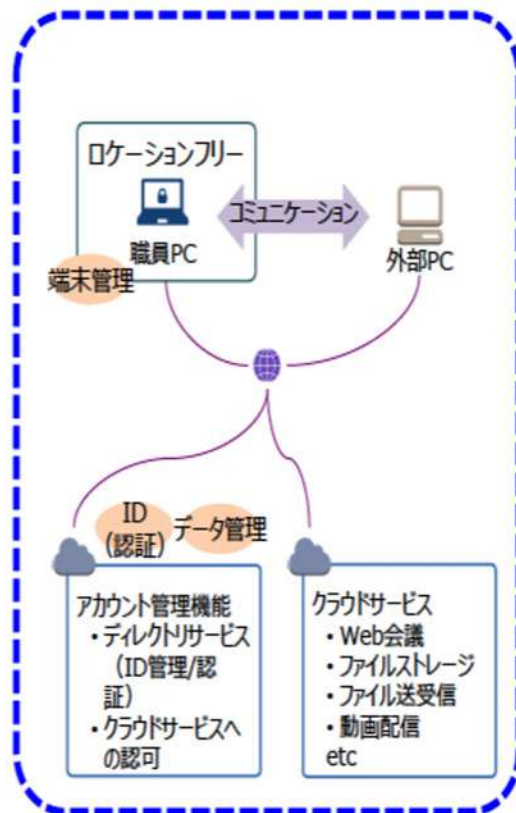 ロケーションフリー
コミュニケーション
職員PC
外部PC
端末管理
ID
(認証)
データ管理
アカウント管理機能
・ディレクトリサービス
(ID管理/認
証)
・クラウドサービスへ
の認可
クラウドサービス
・Web会議
・ファイルストレージ
・ファイル送受信
・動画配信
etc